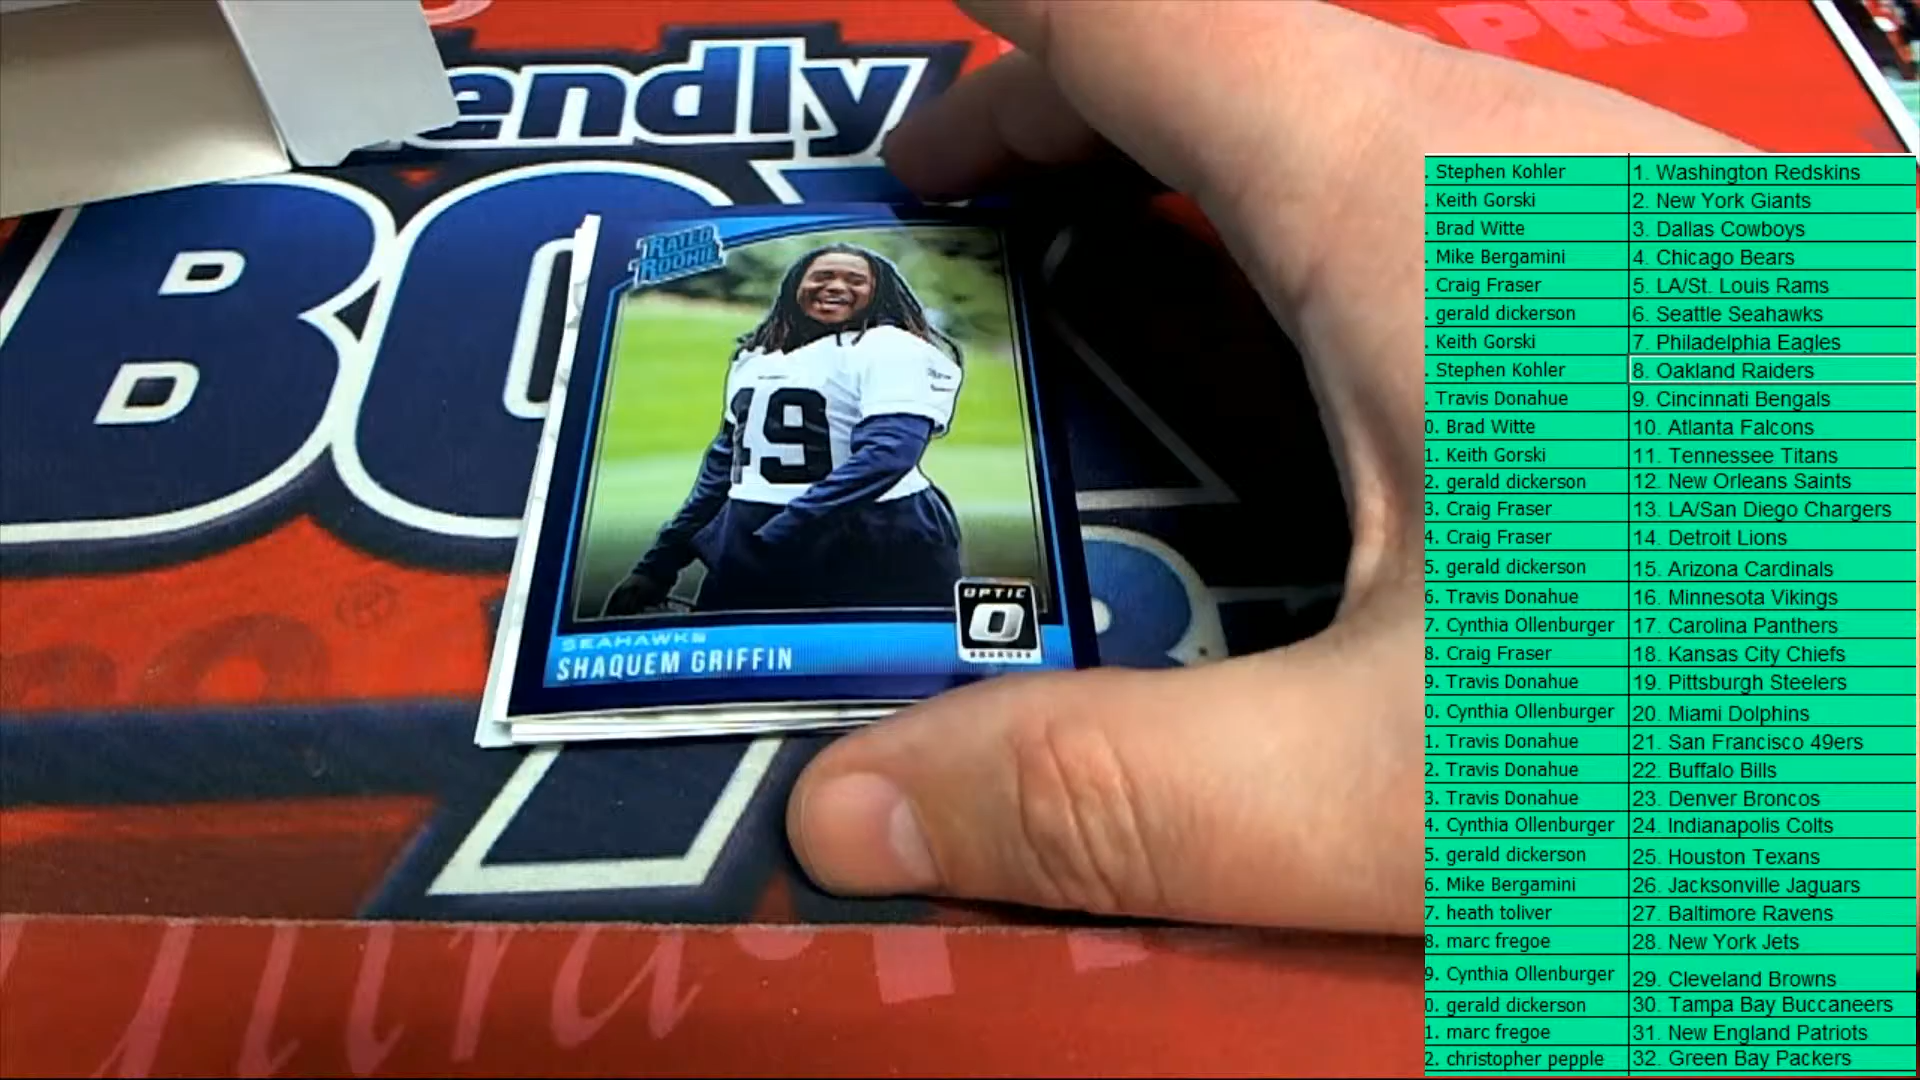 PRO
endly
BO
RATED
ROOKIE
49
OPTIC
O
SEAHAWKS
SHAQUEM GRIFFIN
®
. Stephen Kohler 1. Washington Redskins
. Keith Gorski 2. New York Giants
. Brad Witte 3. Dallas Cowboys
. Mike Bergamini 4. Chicago Bears
. Craig Fraser 5. LA/St. Louis Rams
. gerald dickerson 6. Seattle Seahawks
. Keith Gorski 7. Philadelphia Eagles
. Stephen Kohler 8. Oakland Raiders
. Travis Donahue 9. Cincinnati Bengals
0. Brad Witte 10. Atlanta Falcons
1. Keith Gorski 11. Tennessee Titans
2. gerald dickerson 12. New Orleans Saints
3. Craig Fraser 13. LA/San Diego Chargers
4. Craig Fraser 14. Detroit Lions
5. gerald dickerson 15. Arizona Cardinals
6. Travis Donahue 16. Minnesota Vikings
7. Cynthia Ollenburger 17. Carolina Panthers
8. Craig Fraser 18. Kansas City Chiefs
9. Travis Donahue 19. Pittsburgh Steelers
0. Cynthia Ollenburger 20. Miami Dolphins
1. Travis Donahue 21. San Francisco 49ers
2. Travis Donahue 22. Buffalo Bills
3. Travis Donahue 23. Denver Broncos
4. Cynthia Ollenburger 24. Indianapolis Colts
5. gerald dickerson 25. Houston Texans
6. Mike Bergamini 26. Jacksonville Jaguars
7. heath toliver 27. Baltimore Ravens
8. marc fregoe 28. New York Jets
9. Cynthia Ollenburger 29. Cleveland Browns
0. gerald dickerson 30. Tampa Bay Buccaneers
1. marc fregoe 31. New England Patriots
2. christopher pepple 32. Green Bay Packers